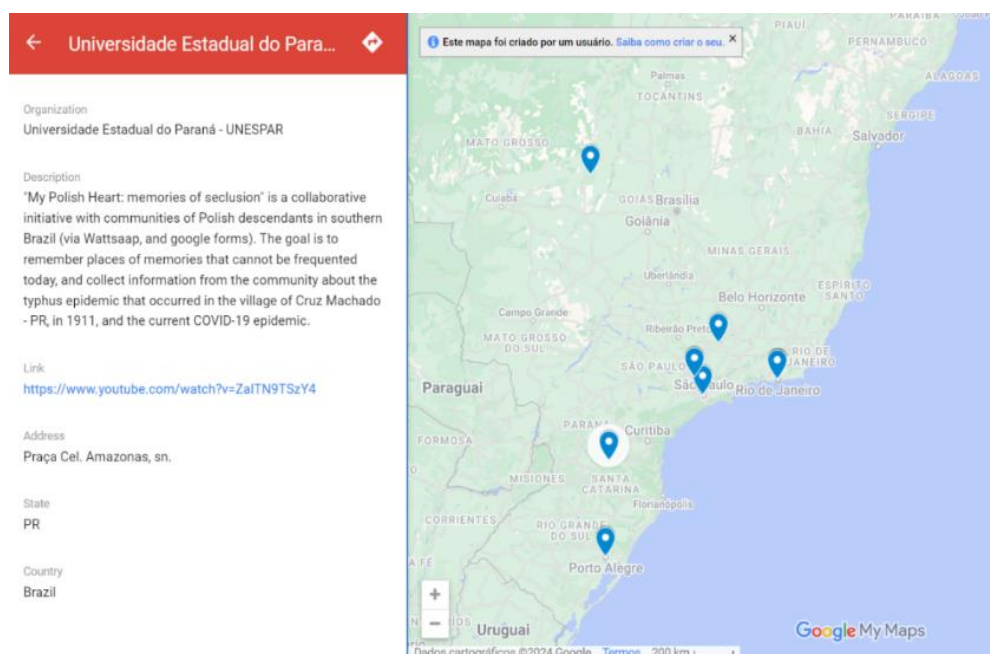 Universidade Estadual do Para...
Organization
Universidade Estadual do Paraná - UNESPAR
Description
"My Polish Heart: memories of seclusion" is a collaborative
initiative with communities of Polish descendants in southern
Brazil (via Wattsaap, and google forms). The goal is to
remember places of memories that cannot be frequented
today, and collect information from the community about the
typhus epidemic that occurred in the village of Cruz Machado
- PR, in 1911, and the current COVID-19 epidemic.
Link
https://www.youtube.com/watch?v=ZaITN9TSzY4
Address
Praça Cel. Amazonas, sn.
State
PR
Country
Brazil
Este mapa foi criado por um usuário. Saiba como criar o seu.
PIAUÍ
PARAÍBA
PERNAMBUCO
Palmas
TOCANTINS
ALAGOAS
SERGIPE
BAHIA
Salvador
MATO GROSSO
Cuiabá
GOIÁS
Brasília
Goiânia
MINAS GERAIS
Uberlândia
Belo Horizonte
ESPÍRITO
SANTO
Campo Grande
MATO GROSSO
DO SUL
Ribeirão Preto
SÃO PAULO
RIO DE
JANEIRO
São Paulo
Rio de Janeiro
Paraguai
PARANÁ
Curitiba
FORMOSA
MISIONES
SANTA
CATARINA
Florianópolis
CORRIENTES
RIO GRANDE
DO SUL
Porto Alegre
Uruguai
+
−
Google My Maps
Dados cartográficos ©2024 Google
Termos
200 km